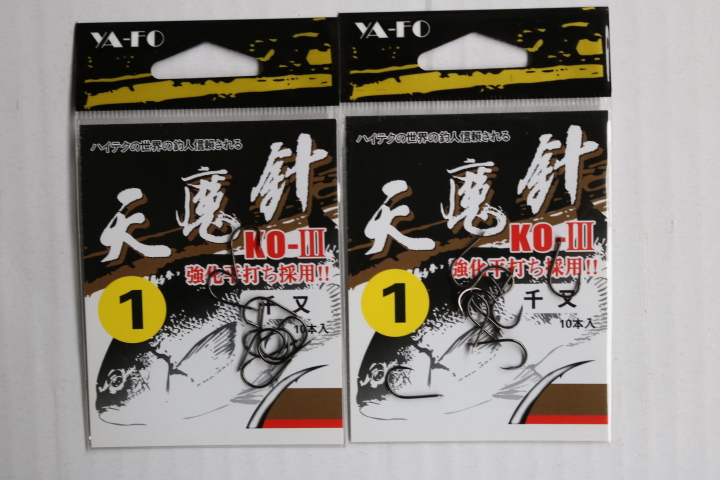 YA-FO
ハイテクの世界の釣人信頼される
天魔針
KO-III
強化平打ち採用!!
1
千又
10本入
YA-FO
ハイテクの世界の釣人信頼される
天魔針
KO-III
強化平打ち採用!!
1
千又
10本入